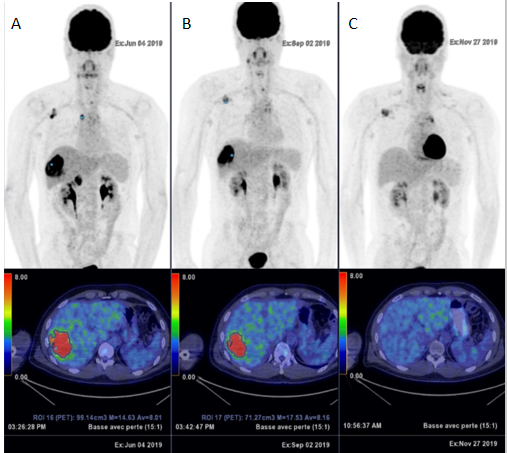 A
Ex:Jun 04 2019
B
Ex:Sep 02 2019
C
Ex:Nov 27 2019
8.00
0.00
ROI 16 (PET): 99.14cm3 M=14.63 Av=8.01
03:26:28 PM
Basse avec perte (15:1)
Ex:Jun 04 2019
8.00
0.00
ROI 17 (PET): 71.27cm3 M=17.53 Av=8.16
03:42:47 PM
Basse avec perte (15:1)
Ex:Sep 02 2019
8.00
0.00
10:56:37 AM
Basse avec perte (15:1)
Ex:Nov 27 2019